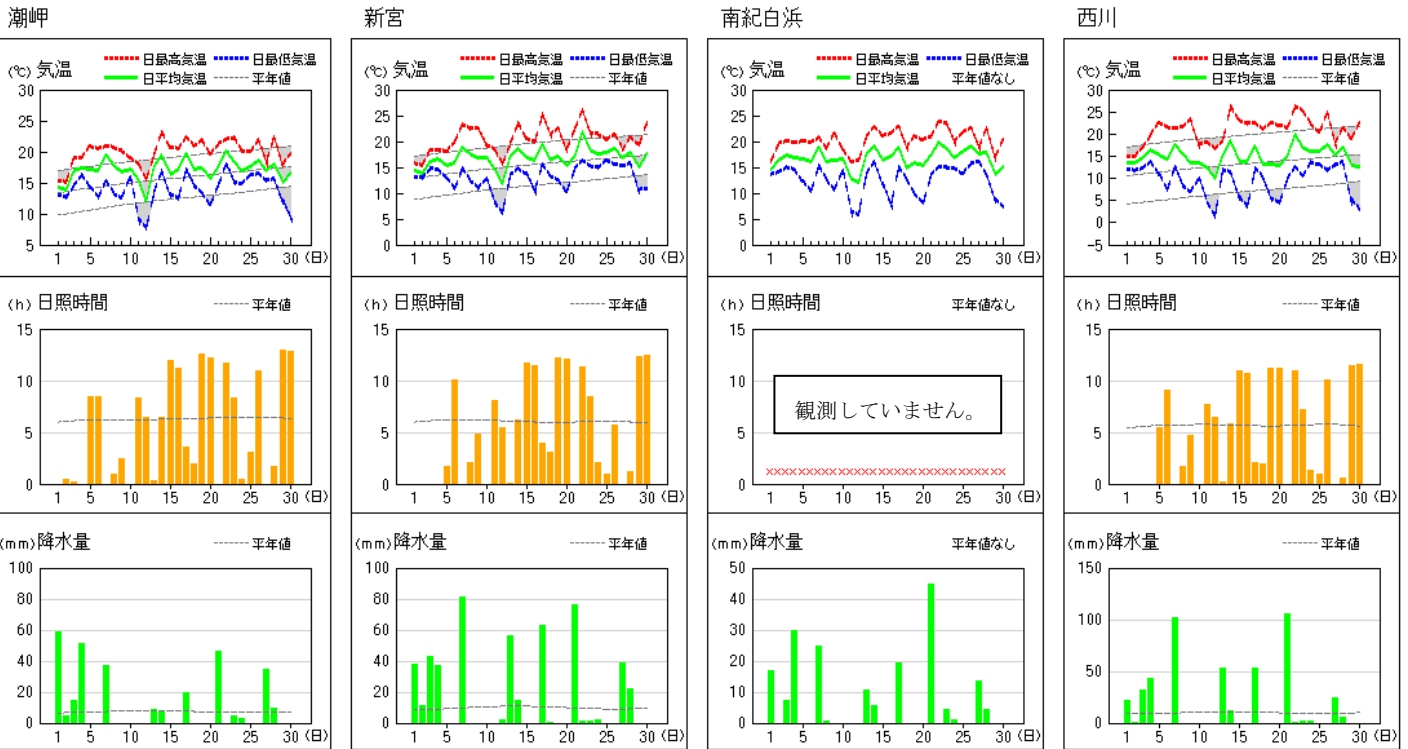 潮岬
(℃) 気温
日最高気温 日最低気温
日平均気温 平年値
30
25
20
15
10
5
1 5 10 15 20 25 30 (日)
(h) 日照時間 平年値
15
10
5
0
1 5 10 15 20 25 30 (日)
(mm) 降水量 平年値
100
80
60
40
20
0
1 5 10 15 20 25 30 (日)
新宮
(℃) 気温
日最高気温 日最低気温
日平均気温 平年値
30
25
20
15
10
5
0
1 5 10 15 20 25 30 (日)
(h) 日照時間 平年値
15
10
5
0
1 5 10 15 20 25 30 (日)
(mm) 降水量 平年値
100
80
60
40
20
0
1 5 10 15 20 25 30 (日)
南紀白浜
(℃) 気温
日最高気温 日最低気温
日平均気温 平年値なし
30
25
20
15
10
5
0
1 5 10 15 20 25 30 (日)
(h) 日照時間 平年値なし
15
10
観測していません。
5
0
1 5 10 15 20 25 30 (日)
(mm) 降水量 平年値なし
50
40
30
20
10
0
1 5 10 15 20 25 30 (日)
西川
(℃) 気温
日最高気温 日最低気温
日平均気温 平年値
30
25
20
15
10
5
0
-5
1 5 10 15 20 25 30 (日)
(h) 日照時間 平年値
15
10
5
0
1 5 10 15 20 25 30 (日)
(mm) 降水量 平年値
150
100
50
0
1 5 10 15 20 25 30 (日)